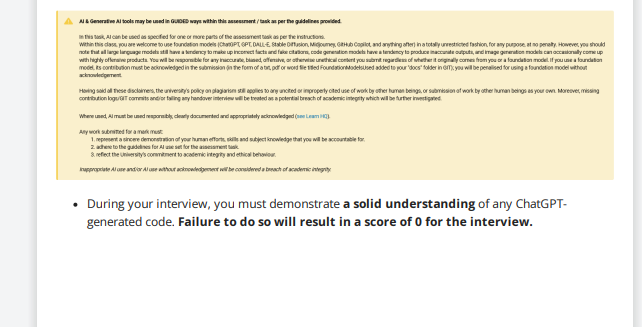 AI & Generative AI tools may be used in GUIDED ways within this assessment / task as per the guidelines provided.
In this task, AI can be used as specified for one or more parts of the assessment task as per the instructions.
Within this class, you are welcome to use foundation models (ChatGPT, GPT, DALL-E, Stable Diffusion, Midjourney, GitHub Copilot, and anything after) in a totally unrestricted fashion, for any purpose, at no penalty. However, you should
note that all large language models still have a tendency to make up incorrect facts and fake citations, code generation models have a tendency to produce inaccurate outputs, and image generation models can occasionally come up
with highly offensive products. You will be responsible for any inaccurate, biased, offensive, or otherwise unethical content you submit regardless of whether it originally comes from you or a foundation model. If you use a foundation
model, its contribution must be acknowledged in the submission (in the form of a txt, pdf or word file titled FoundationModelsUsed added to your "docs" folder in GIT); you will be penalised for using a foundation model without
acknowledgement.
Having said all these disclaimers, the university's policy on plagiarism still applies to any uncited or improperly cited use of work by other human beings, or submission of work by other human beings as your own. Moreover, missing
contribution logs/GIT commits and/or failing any handover interview will be treated as a potential breach of academic integrity which will be further investigated.
Where used, AI must be used responsibly, clearly documented and appropriately acknowledged (see Learn HQ).
Any work submitted for a mark must:
1. represent a sincere demonstration of your human efforts, skills and subject knowledge that you will be accountable for.
2. adhere to the guidelines for AI use set for the assessment task.
3. reflect the University's commitment to academic integrity and ethical behaviour.
Inappropriate AI use and/or AI use without acknowledgement will be considered a breach of academic integrity.
• During your interview, you must demonstrate a solid understanding of any ChatGPT-
generated code. Failure to do so will result in a score of 0 for the interview.